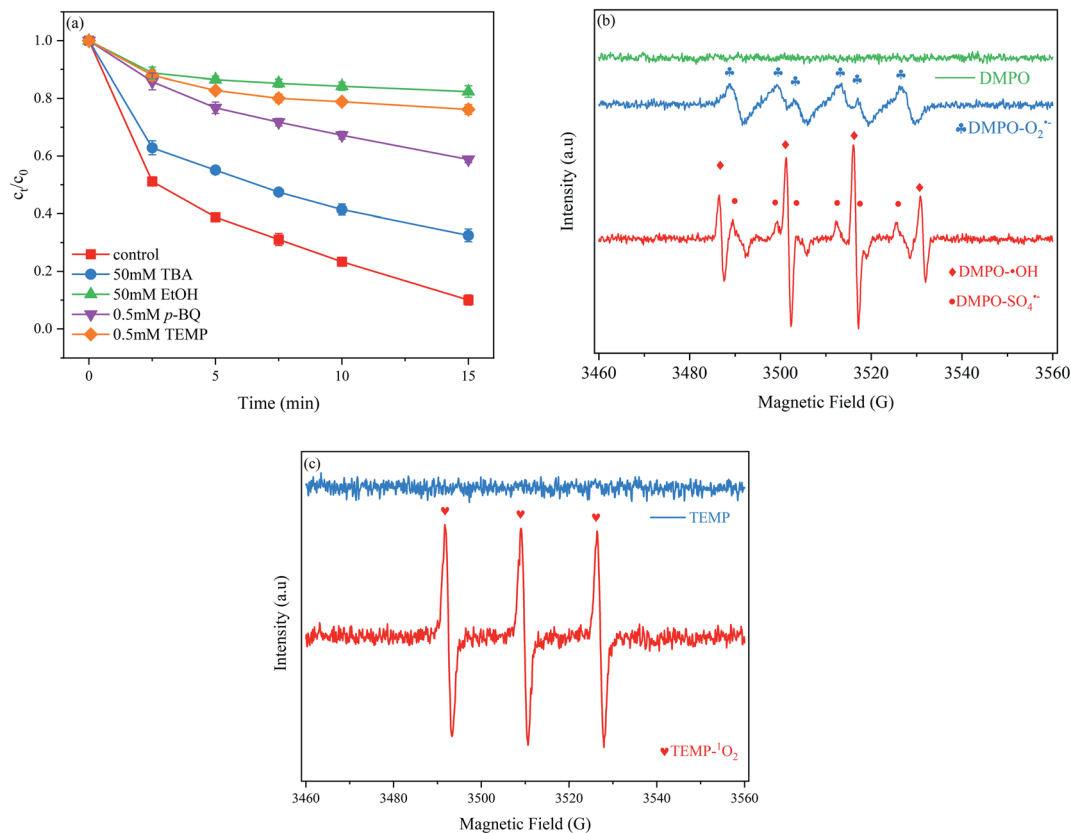 (a)
1.0
0.8
0.6
0.4
0.2
0.0
cₜ/c₀
control
50mM TBA
50mM EtOH
0.5mM p-BQ
0.5mM TEMP
0 5 10 15
Time (min)
(b)
Intensity (a.u)
DMPO
♣DMPO-O₂•⁻
♦DMPO-•OH
●DMPO-SO₄•⁻
3460 3480 3500 3520 3540 3560
Magnetic Field (G)
(c)
Intensity (a.u)
TEMP
♥TEMP-¹O₂
3460 3480 3500 3520 3540 3560
Magnetic Field (G)